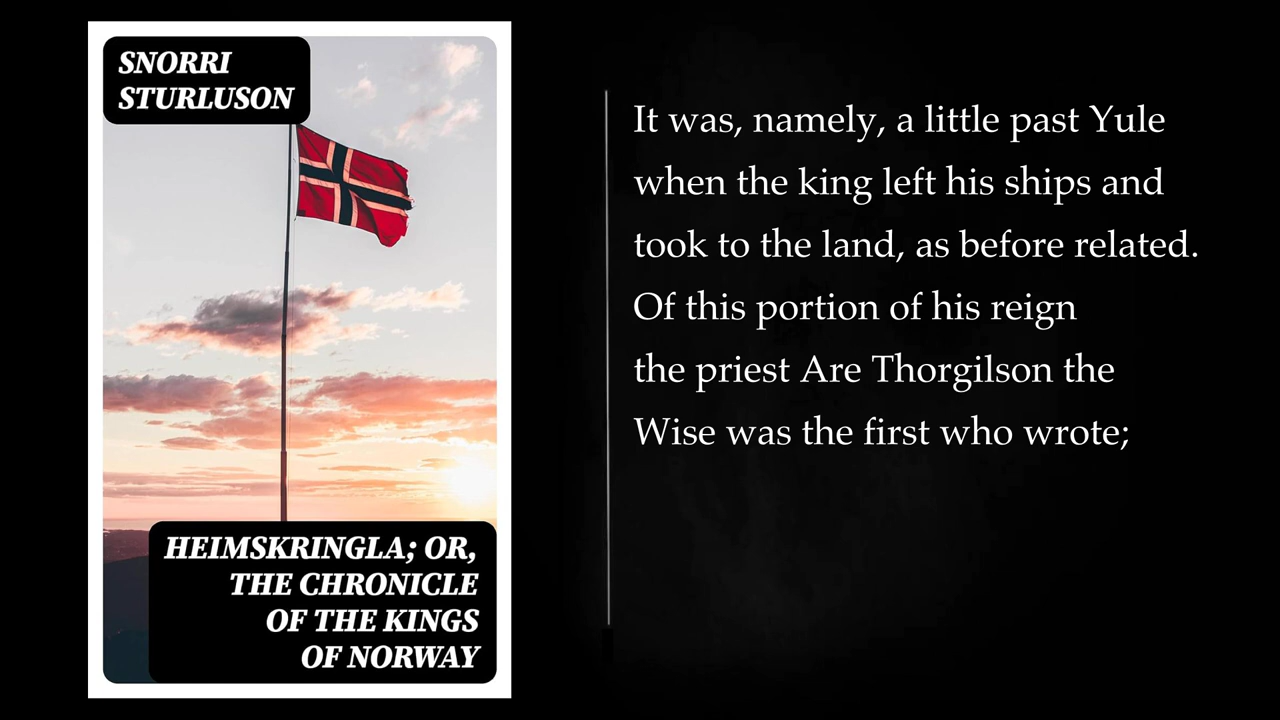 SNORRI
STURLUSON
HEIMSKRINGLA; OR,
THE CHRONICLE
OF THE KINGS
OF NORWAY
It was, namely, a little past Yule
when the king left his ships and
took to the land, as before related.
Of this portion of his reign
the priest Are Thorgilson the
Wise was the first who wrote;